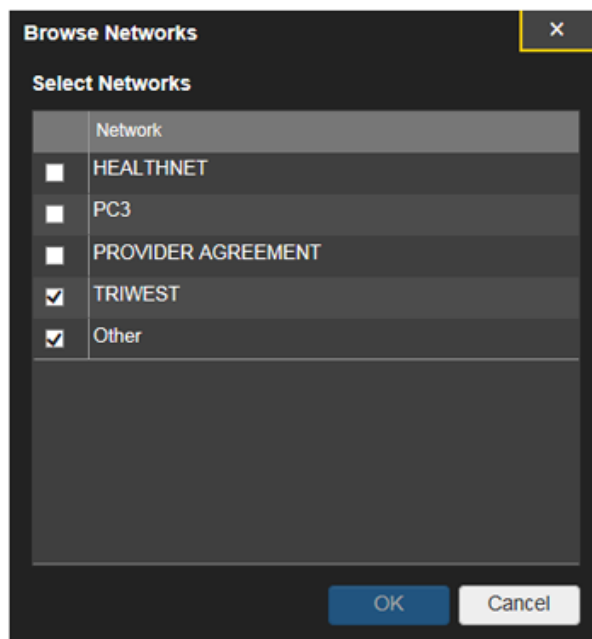 Browse Networks
Select Networks
Network
HEALTHNET
PC3
PROVIDER AGREEMENT
TRIWEST
Other
OK Cancel